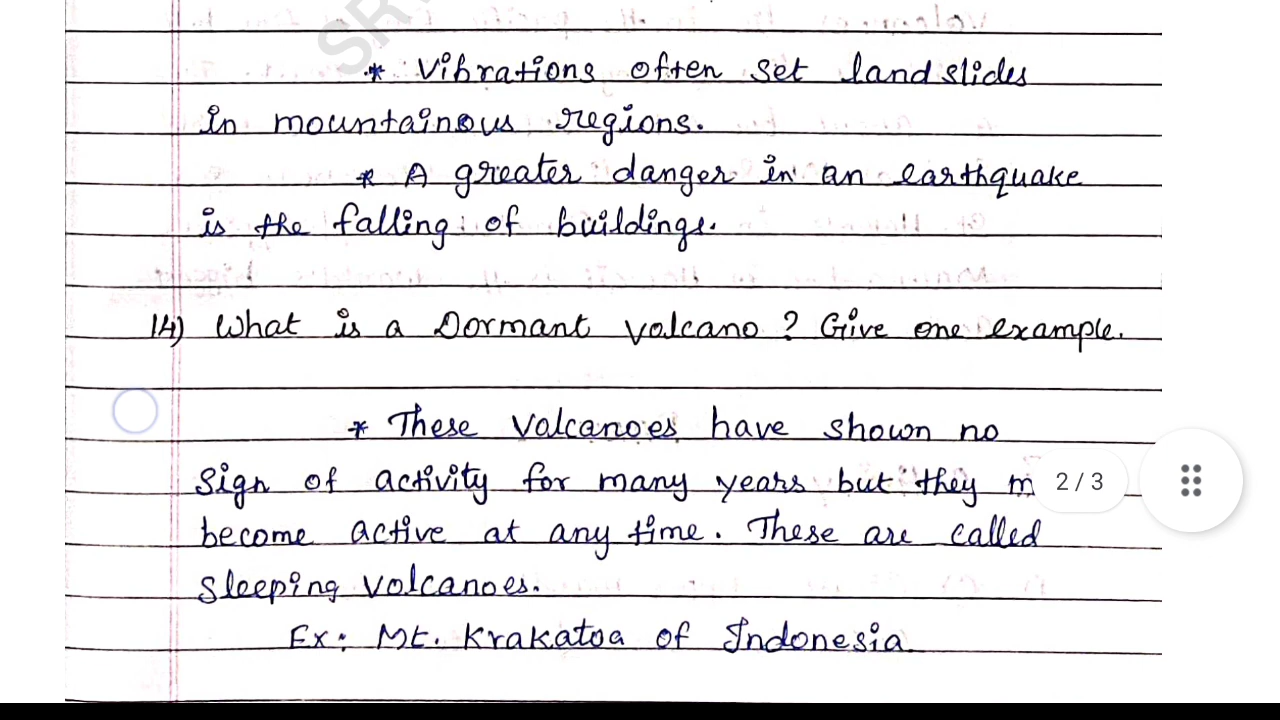 * Vibrations often set landslides
in mountainous regions.
* A greater danger in an earthquake
is the falling of buildings.
14) What is a Dormant volcano ? Give one example.
* These Volcanoes have shown no
sign of activity for many years but they
2 / 3
become active at any time. These are called
sleeping volcanoes.
Ex: Mt. Krakatoa of Indonesia